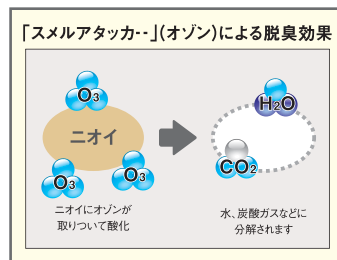 「スメルアタッカ--」(オゾン)による脱臭効果
O3
ニオイ
O3
O3
ニオイにオゾンが
取りついて酸化
H2O
CO2
水、炭酸ガスなどに
分解されます